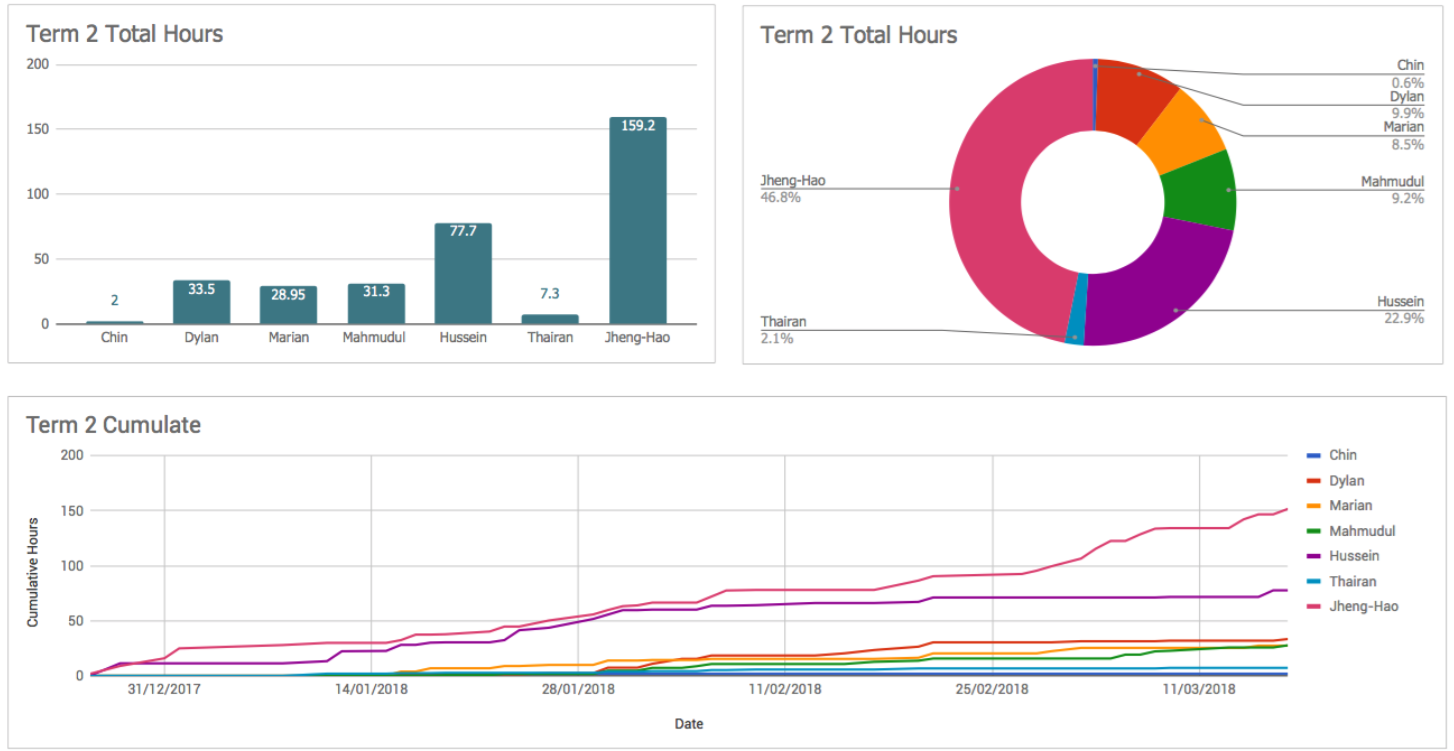 Term 2 Total Hours
200
150
100
50
0
2
33.5
28.95
31.3
77.7
7.3
159.2
Chin Dylan Marian Mahmudul Hussein Thairan Jheng-Hao
Term 2 Total Hours
Chin
0.6%
Dylan
9.9%
Marian
8.5%
Mahmudul
9.2%
Hussein
22.9%
Jheng-Hao
46.8%
Thairan
2.1%
Term 2 Cumulate
Cumulative Hours
200
150
100
50
0
31/12/2017 14/01/2018 28/01/2018 11/02/2018 25/02/2018 11/03/2018
Date
Chin
Dylan
Marian
Mahmudul
Hussein
Thairan
Jheng-Hao